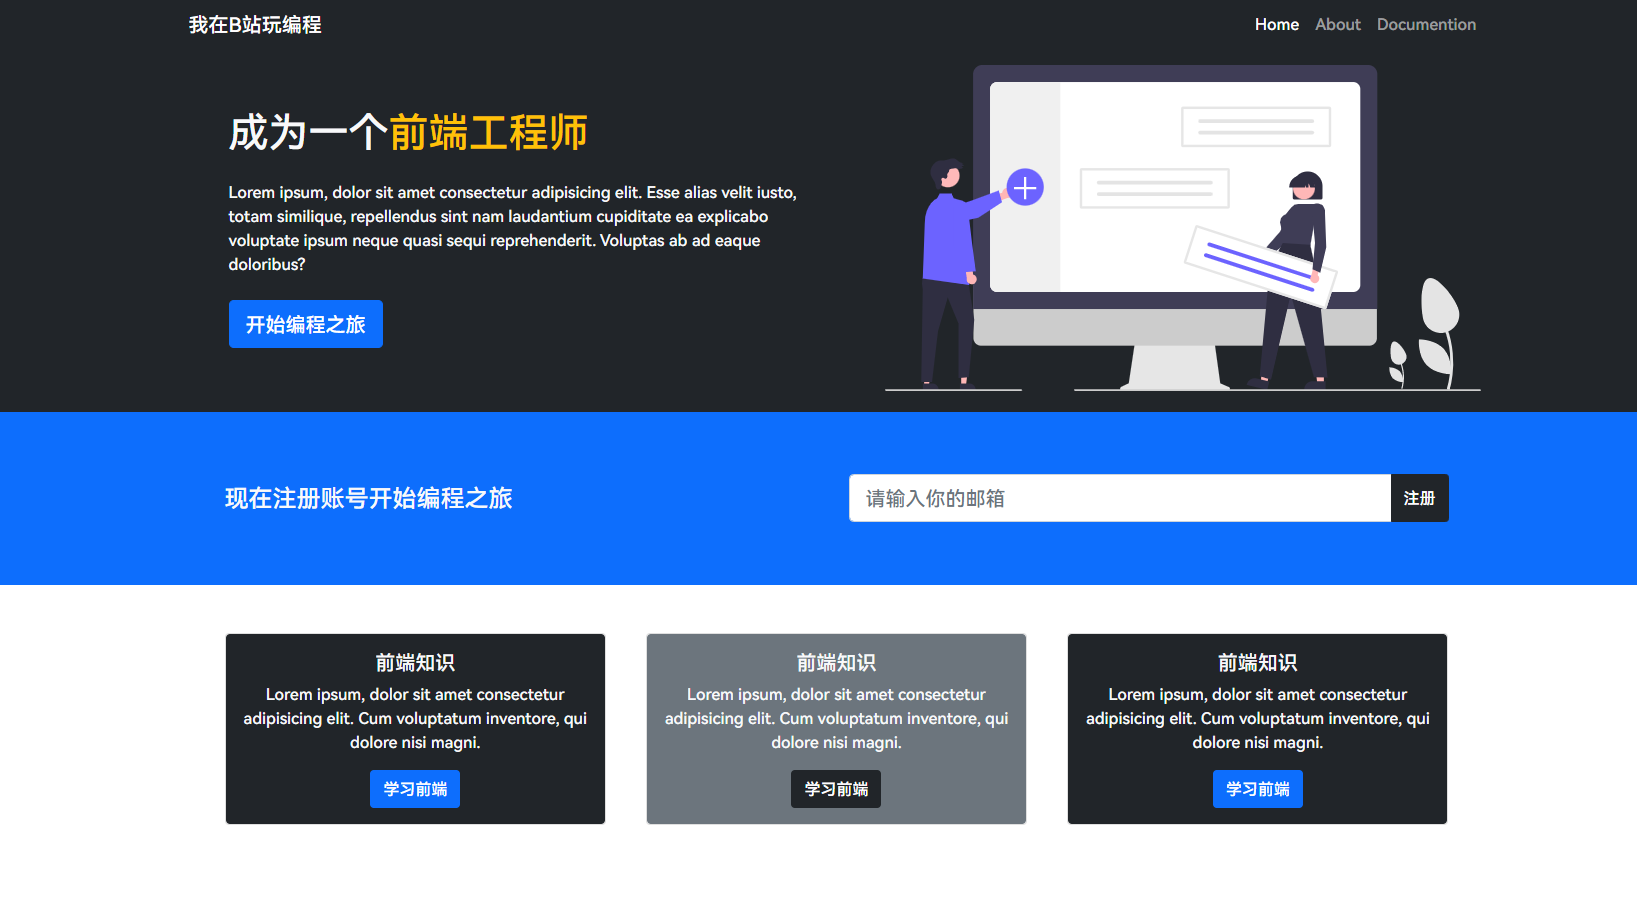 我在B站玩编程
Home About Documention
成为一个前端工程师
Lorem ipsum, dolor sit amet consectetur adipisicing elit. Esse alias velit iusto,
totam similique, repellendus sint nam laudantium cupiditate ea explicabo
voluptate ipsum neque quasi sequi reprehenderit. Voluptas ab ad eaque
doloribus?
开始编程之旅
现在注册账号开始编程之旅
请输入你的邮箱
注册
前端知识
Lorem ipsum, dolor sit amet consectetur
adipisicing elit. Cum voluptatum inventore, qui
dolore nisi magni.
学习前端
前端知识
Lorem ipsum, dolor sit amet consectetur
adipisicing elit. Cum voluptatum inventore, qui
dolore nisi magni.
学习前端
前端知识
Lorem ipsum, dolor sit amet consectetur
adipisicing elit. Cum voluptatum inventore, qui
dolore nisi magni.
学习前端